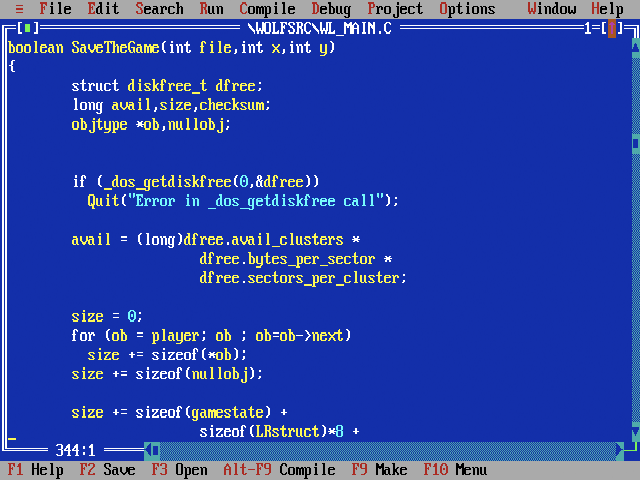 ≡ File Edit Search Run Compile Debug Project Options Window Help
[■] \WOLFSRC\WL_MAIN.C 1=[↕]
boolean SaveTheGame(int file,int x,int y)
{
struct diskfree_t dfree;
long avail,size,checksum;
objtype *ob,nullobj;
if (_dos_getdiskfree(0,&dfree))
Quit("Error in _dos_getdiskfree call");
avail = (long)dfree.avail_clusters *
dfree.bytes_per_sector *
dfree.sectors_per_cluster;
size = 0;
for (ob = player; ob ; ob=ob->next)
size += sizeof(*ob);
size += sizeof(nullobj);
size += sizeof(gamestate) +
sizeof(LRstruct)*8 +
344:1
F1 Help F2 Save F3 Open Alt-F9 Compile F9 Make F10 Menu